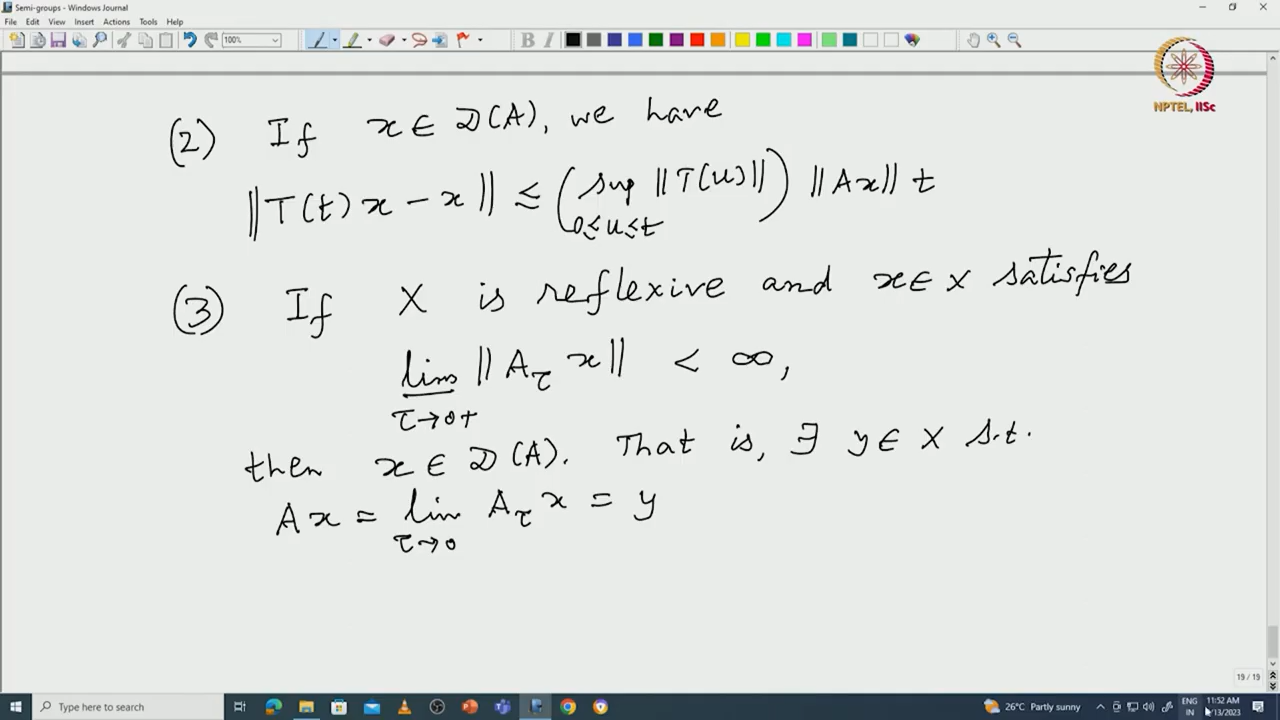 Semi-groups - Windows Journal
File Edit View Insert Actions Tools Help
100%
B I
NPTEL, IISc
(2) If x ∈ D(A), we have
‖T(t)x − x‖ ≤ (sup ‖T(u)‖) ‖Ax‖ t
0≤u≤t
(3) If X is reflexive and x ∈ X satisfies
lim ‖A_τ x‖ < ∞,
τ→0+
then x ∈ D(A). That is, ∃ y ∈ X s.t.
Ax = lim A_τ x = y
τ→0
19 / 19
Type here to search
26°C Partly sunny
ENG
IN
11:52 AM